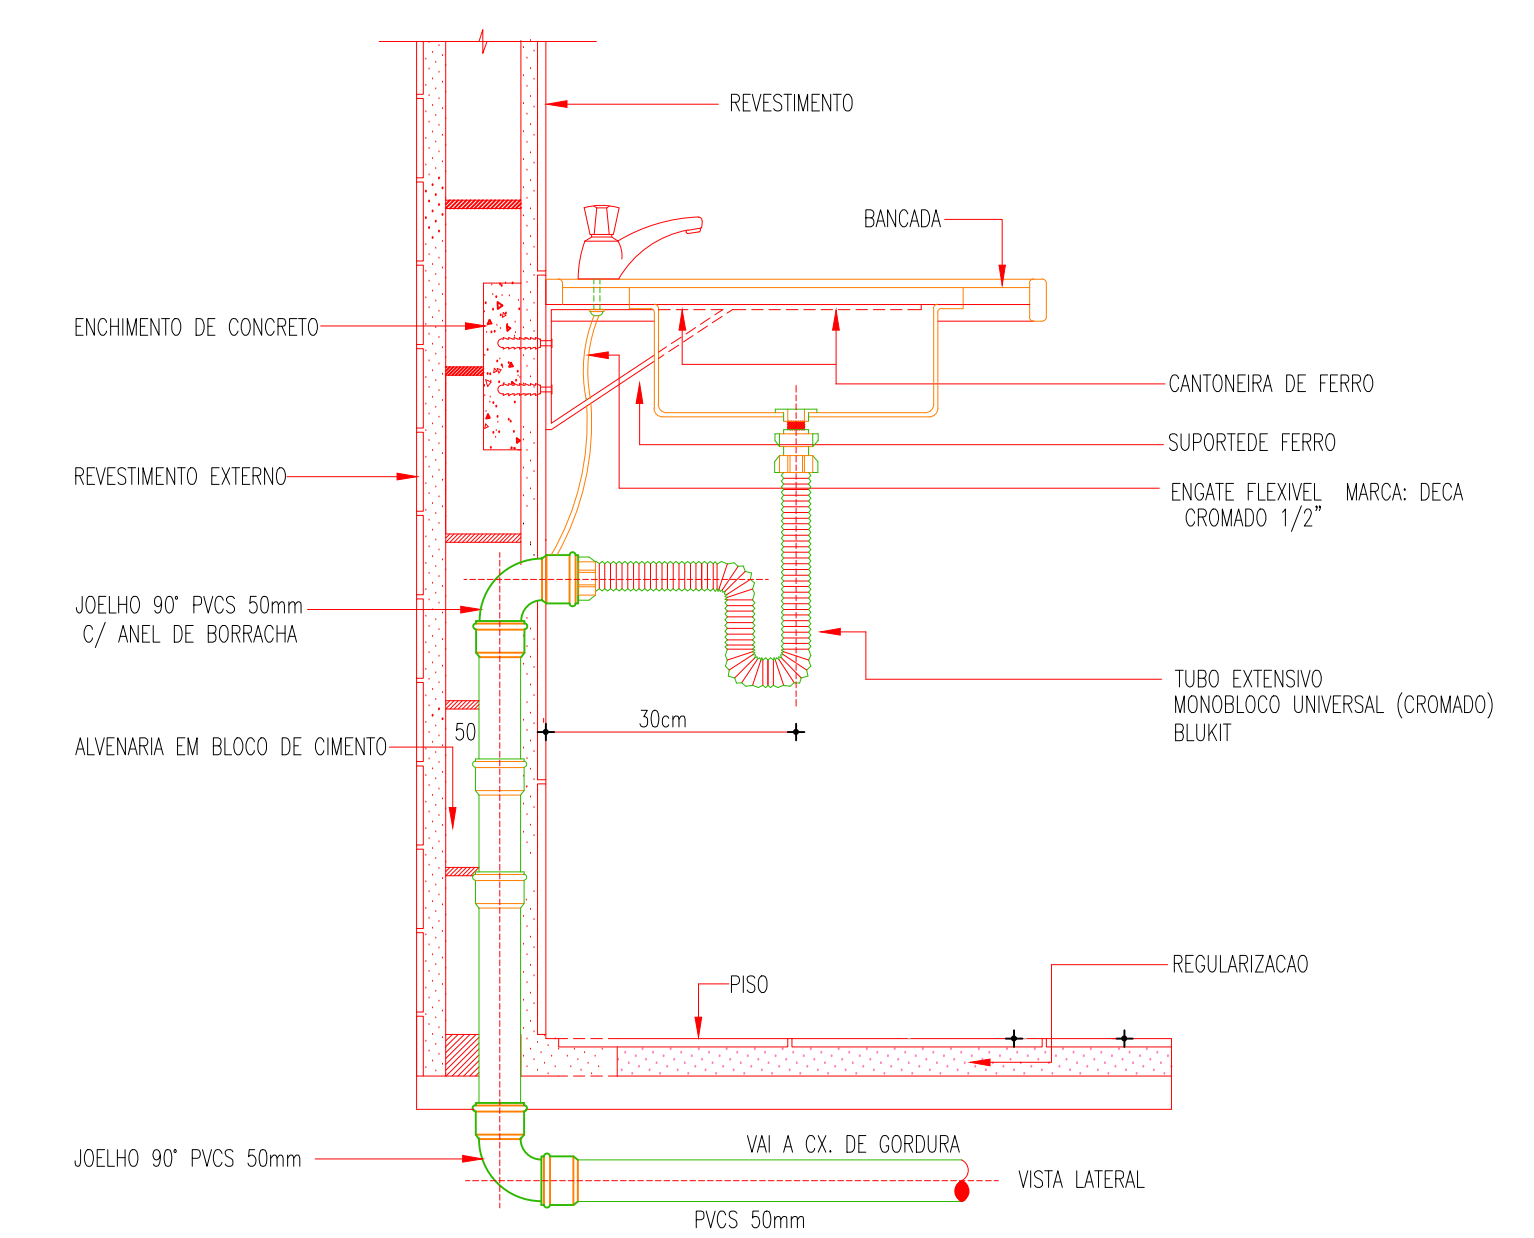 REVESTIMENTO
BANCADA
ENCHIMENTO DE CONCRETO
CANTONEIRA DE FERRO
SUPORTEDE FERRO
REVESTIMENTO EXTERNO
ENGATE FLEXIVEL MARCA: DECA
CROMADO 1/2"
JOELHO 90° PVCS 50mm
C/ ANEL DE BORRACHA
TUBO EXTENSIVO
MONOBLOCO UNIVERSAL (CROMADO)
BLUKIT
30cm
50
ALVENARIA EM BLOCO DE CIMENTO
REGULARIZACAO
PISO
VAI A CX. DE GORDURA
JOELHO 90° PVCS 50mm
VISTA LATERAL
PVCS 50mm